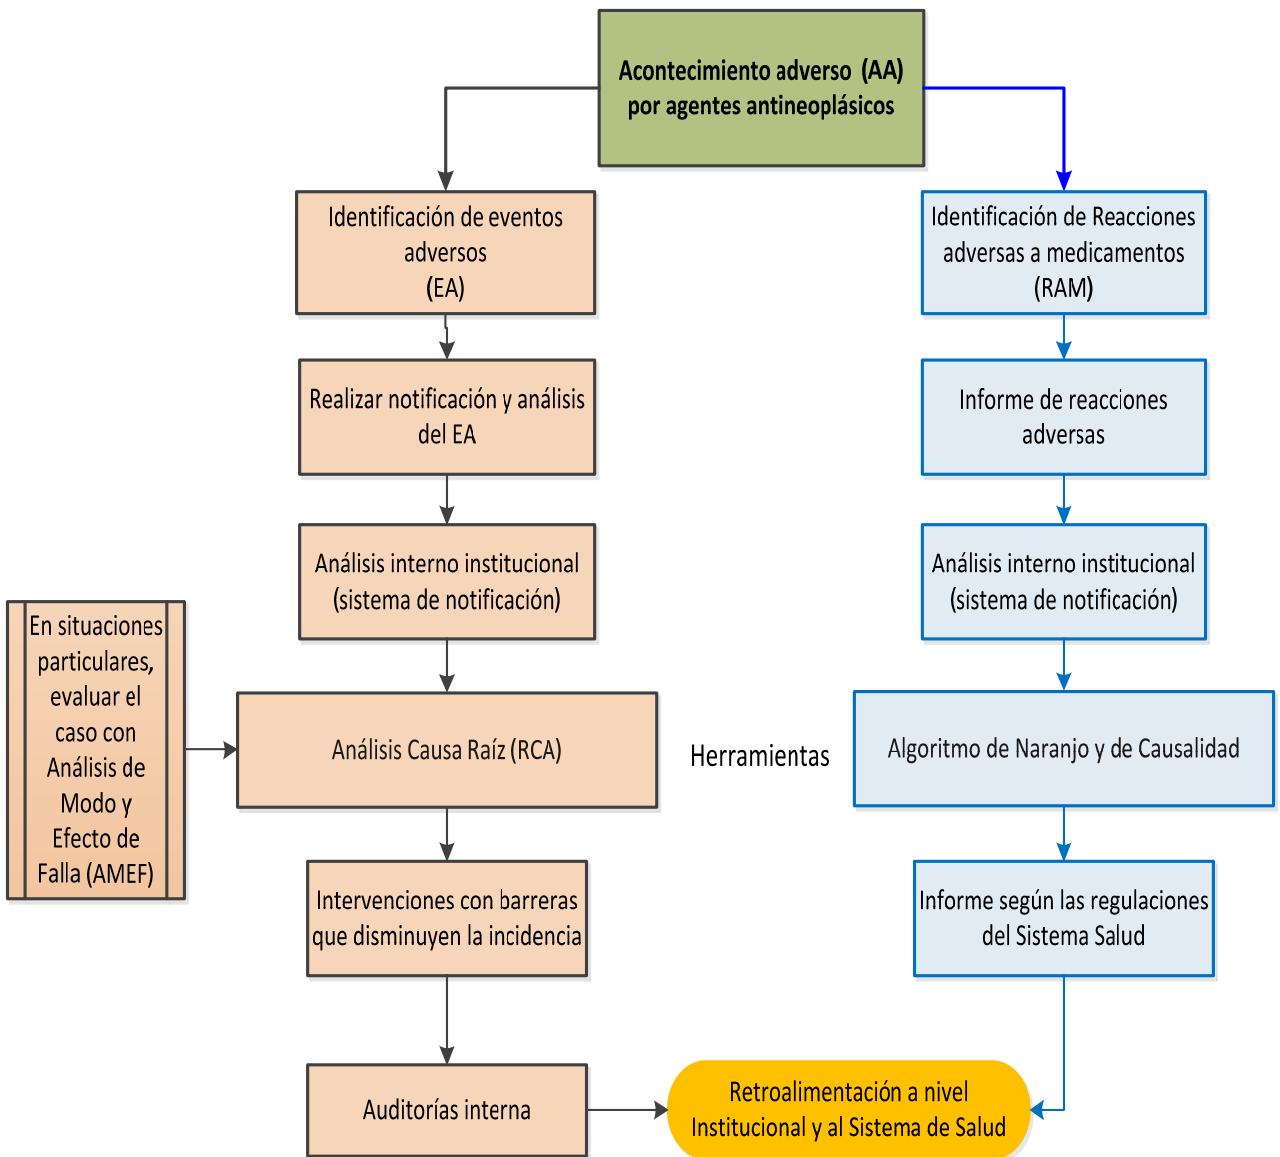 Acontecimiento adverso (AA)
por agentes antineoplásicos
Identificación de eventos
adversos
(EA)
Identificación de Reacciones
adversas a medicamentos
(RAM)
Realizar notificación y análisis
del EA
Informe de reacciones
adversas
Análisis interno institucional
(sistema de notificación)
Análisis interno institucional
(sistema de notificación)
En situaciones
particulares,
evaluar el
caso con
Análisis de
Modo y
Efecto de
Falla (AMEF)
Análisis Causa Raíz (RCA)
Herramientas
Algoritmo de Naranjo y de Causalidad
Intervenciones con barreras
que disminuyen la incidencia
Informe según las regulaciones
del Sistema Salud
Auditorías interna
Retroalimentación a nivel
Institucional y al Sistema de Salud